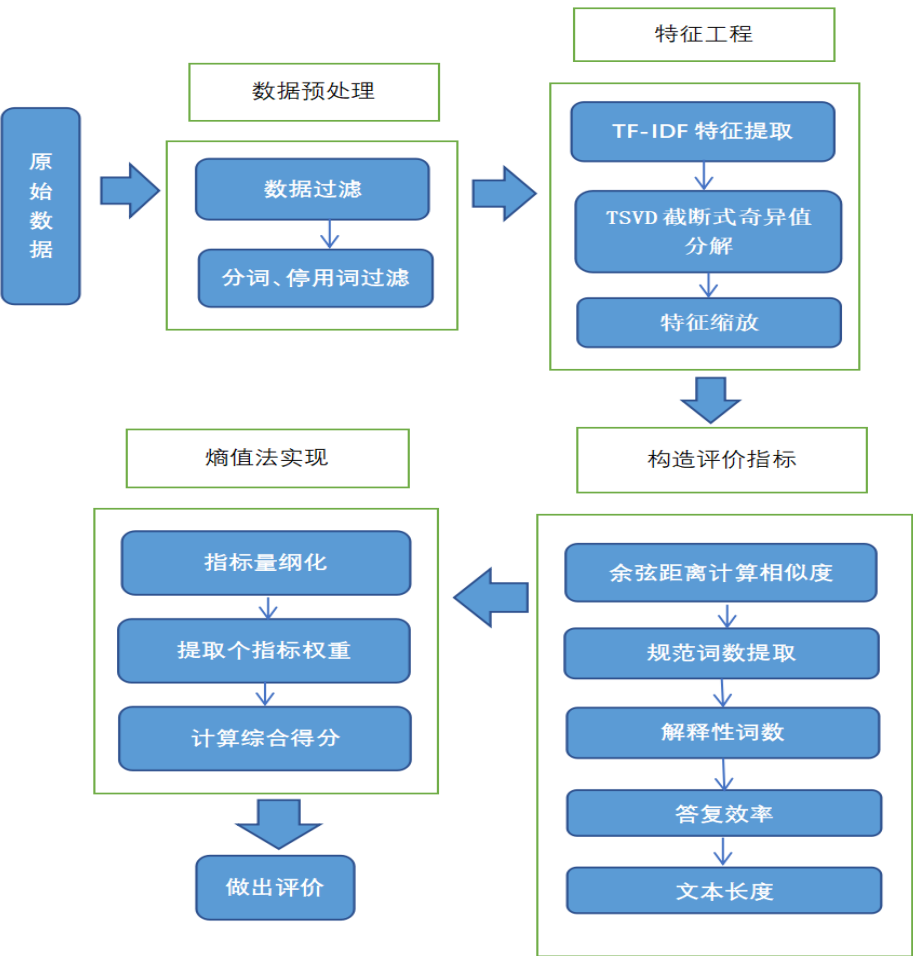 原
始
数
据
数据预处理
数据过滤
分词、停用词过滤
特征工程
TF-IDF 特征提取
TSVD 截断式奇异值
分解
特征缩放
构造评价指标
余弦距离计算相似度
规范词数提取
解释性词数
答复效率
文本长度
熵值法实现
指标量纲化
提取个指标权重
计算综合得分
做出评价